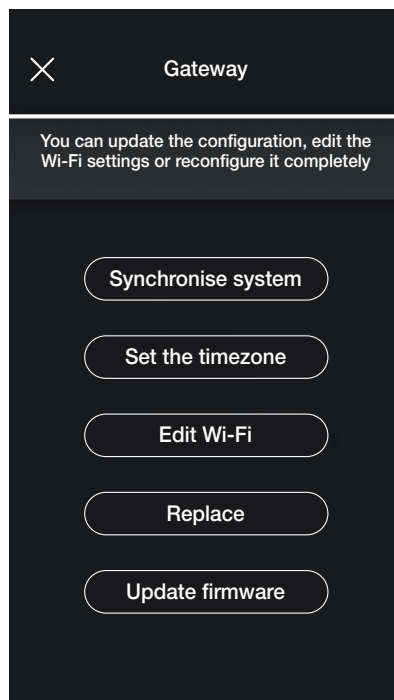 Gateway
You can update the configuration, edit the
Wi-Fi settings or reconfigure it completely
Synchronise system
Set the timezone
Edit Wi-Fi
Replace
Update firmware